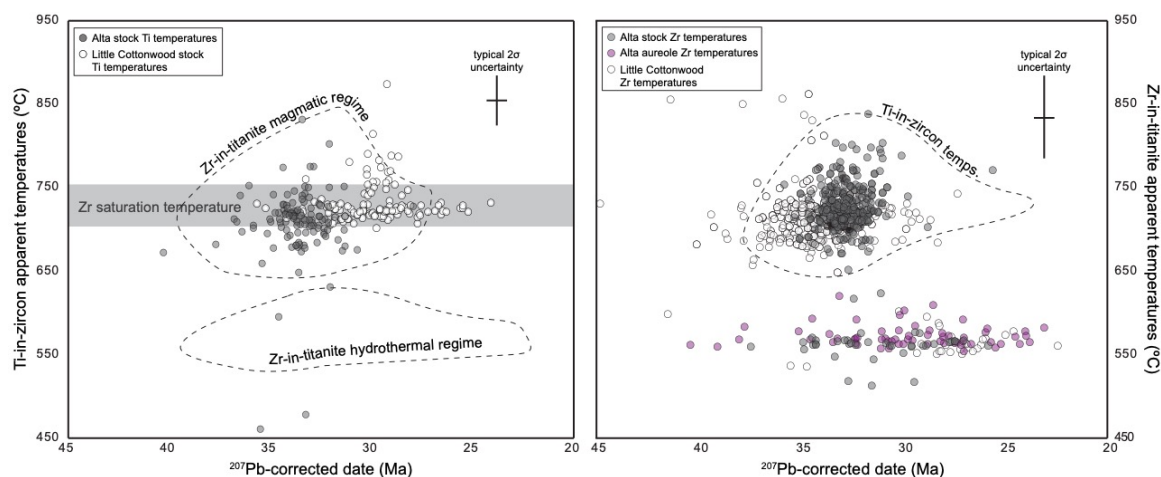 950
850
750
650
550
450
Ti-in-zircon apparent temperatures (ºC)
Alta stock Ti temperatures
Little Cottonwood stock
Ti temperatures
typical 2σ
uncertainty
Zr-in-titanite magmatic regime
Zr saturation temperature
Zr-in-titanite hydrothermal regime
45
40
35
30
25
20
207Pb-corrected date (Ma)
Alta stock Zr temperatures
Alta aureole Zr temperatures
Little Cottonwood
Zr temperatures
typical 2σ
uncertainty
Ti-in-zircon temps.
950
850
750
650
550
450
Zr-in-titanite apparent temperatures (ºC)
45
40
35
30
25
20
207Pb-corrected date (Ma)